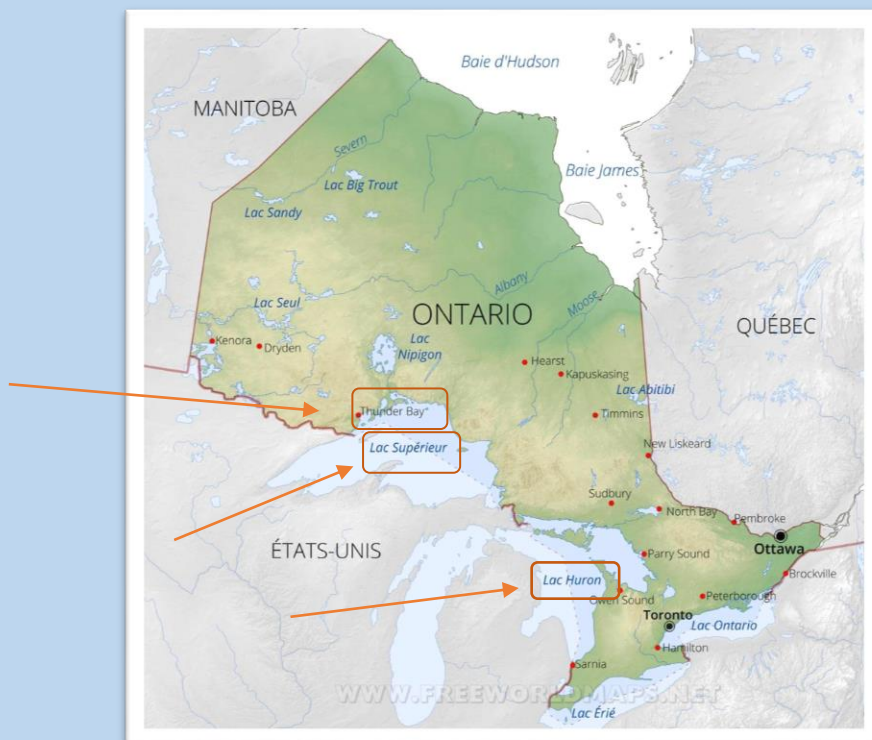 Baie d'Hudson
MANITOBA
Severn
Baie James
Lac Big Trout
Lac Sandy
Albany
Lac Seul
Moose
ONTARIO
QUÉBEC
Kenora
Dryden
Lac
Nipigon
Hearst
Kapuskasing
Lac Abitibi
Thunder Bay
Timmins
Lac Supérieur
New Liskeard
Sudbury
North Bay
Pembroke
Ottawa
ÉTATS-UNIS
Parry Sound
Brockville
Lac Huron
Owen Sound
Peterborough
Toronto
Lac Ontario
Hamilton
Sarnia
WWW.FREEWORLDMAPS.NET
Lac Érié